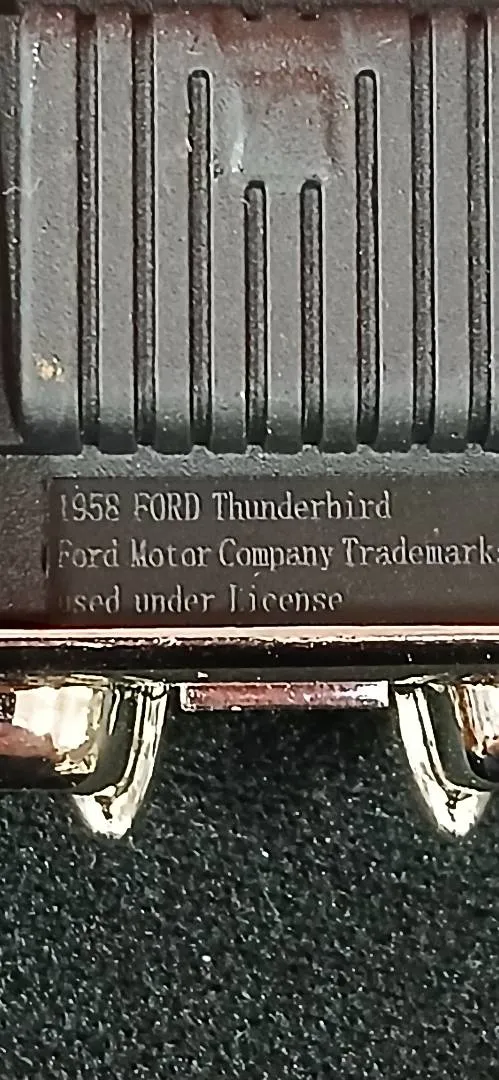 1958 FORD Thunderbird
Ford Motor Company Trademarks
used under License